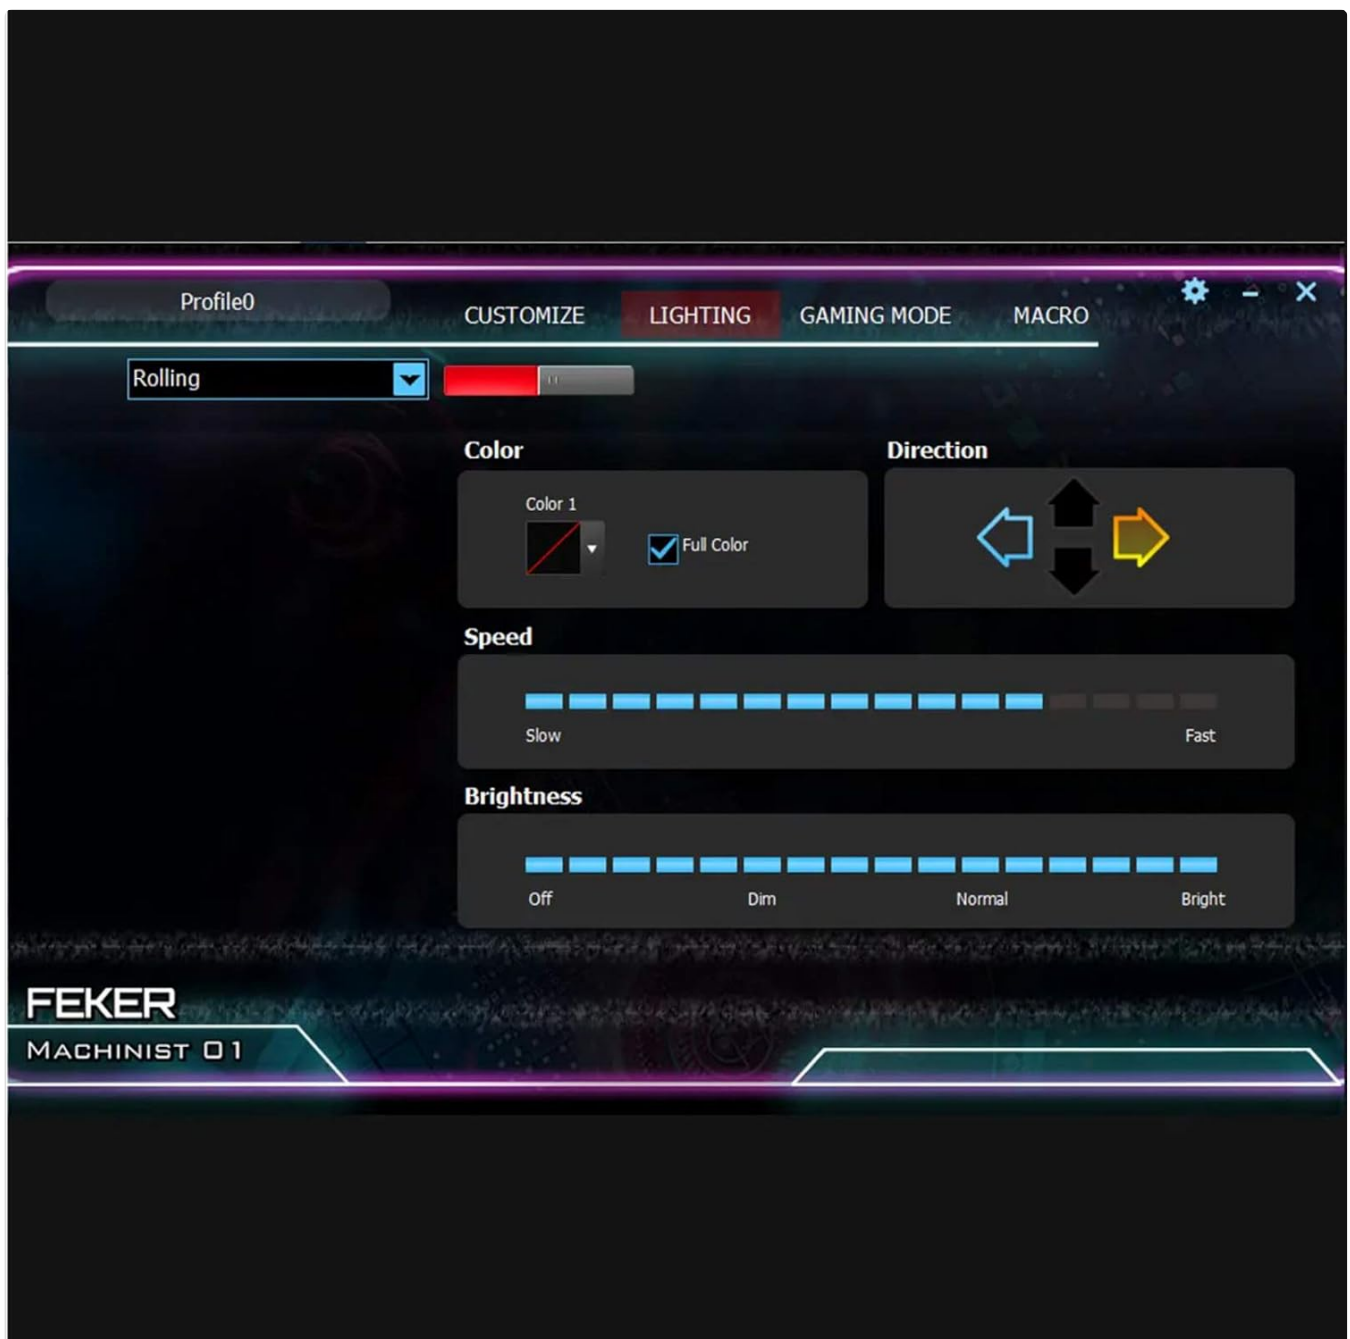 Profile0
CUSTOMIZE LIGHTING GAMING MODE MACRO
Rolling
Color
Direction
Color 1
Full Color
Speed
Slow Fast
Brightness
Off Dim Normal Bright
FEKER
MACHINIST 01